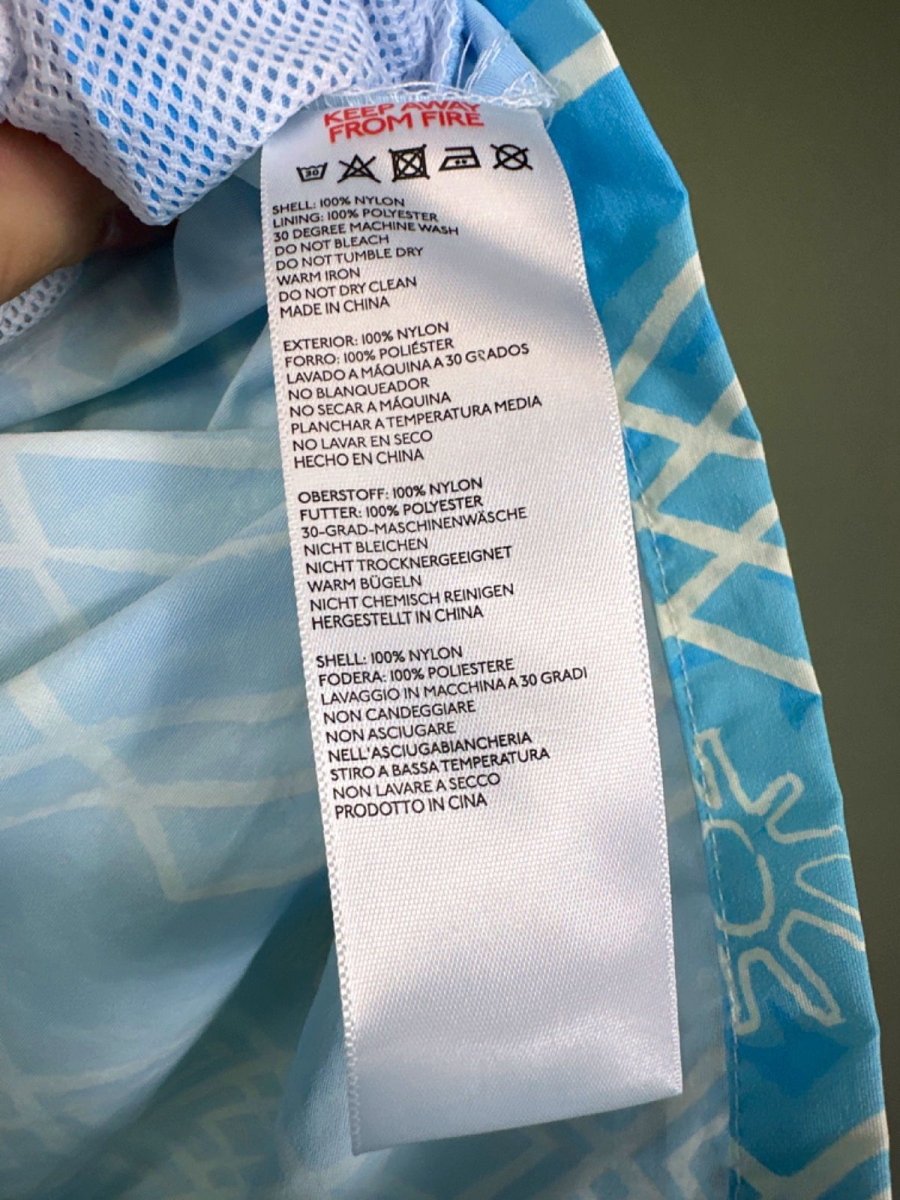 KEEP AWAY
FROM FIRE
30
SHELL: 100% NYLON
LINING: 100% POLYESTER
30 DEGREE MACHINE WASH
DO NOT BLEACH
DO NOT TUMBLE DRY
WARM IRON
DO NOT DRY CLEAN
MADE IN CHINA
EXTERIOR: 100% NYLON
FORRO: 100% POLIÉSTER
LAVADO A MÁQUINA A 30 GRADOS
NO BLANQUEADOR
NO SECAR A MÁQUINA
PLANCHAR A TEMPERATURA MEDIA
NO LAVAR EN SECO
HECHO EN CHINA
OBERSTOFF: 100% NYLON
FUTTER: 100% POLYESTER
30-GRAD-MASCHINENWÄSCHE
NICHT BLEICHEN
NICHT TROCKNERGEEIGNET
WARM BÜGELN
NICHT CHEMISCH REINIGEN
HERGESTELLT IN CHINA
SHELL: 100% NYLON
FODERA: 100% POLIESTERE
LAVAGGIO IN MACCHINA A 30 GRADI
NON CANDEGGIARE
NON ASCIUGARE
NELL'ASCIUGABIANCHERIA
STIRO A BASSA TEMPERATURA
NON LAVARE A SECCO
PRODOTTO IN CINA